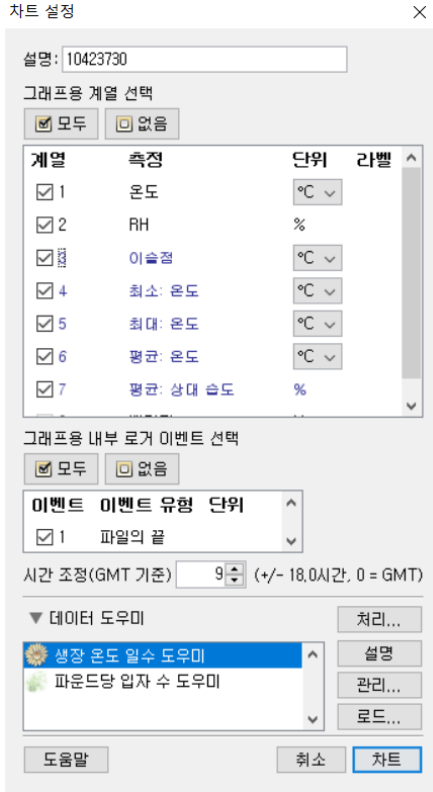 차트 설정
설명: 10423730
그래프용 계열 선택
모두 없음
계열 측정 단위 라벨
1 온도 °C
2 RH %
3 이슬점 °C
4 최소: 온도 °C
5 최대: 온도 °C
6 평균: 온도 °C
7 평균: 상대 습도 %
그래프용 내부 로거 이벤트 선택
모두 없음
이벤트 이벤트 유형 단위
1 파일의 끝
시간 조정(GMT 기준) 9 (+/- 18,0시간, 0 = GMT)
데이터 도우미 처리...
생장 온도 일수 도우미 설명
파운드당 입자 수 도우미 관리...
로드...
도움말 취소 차트